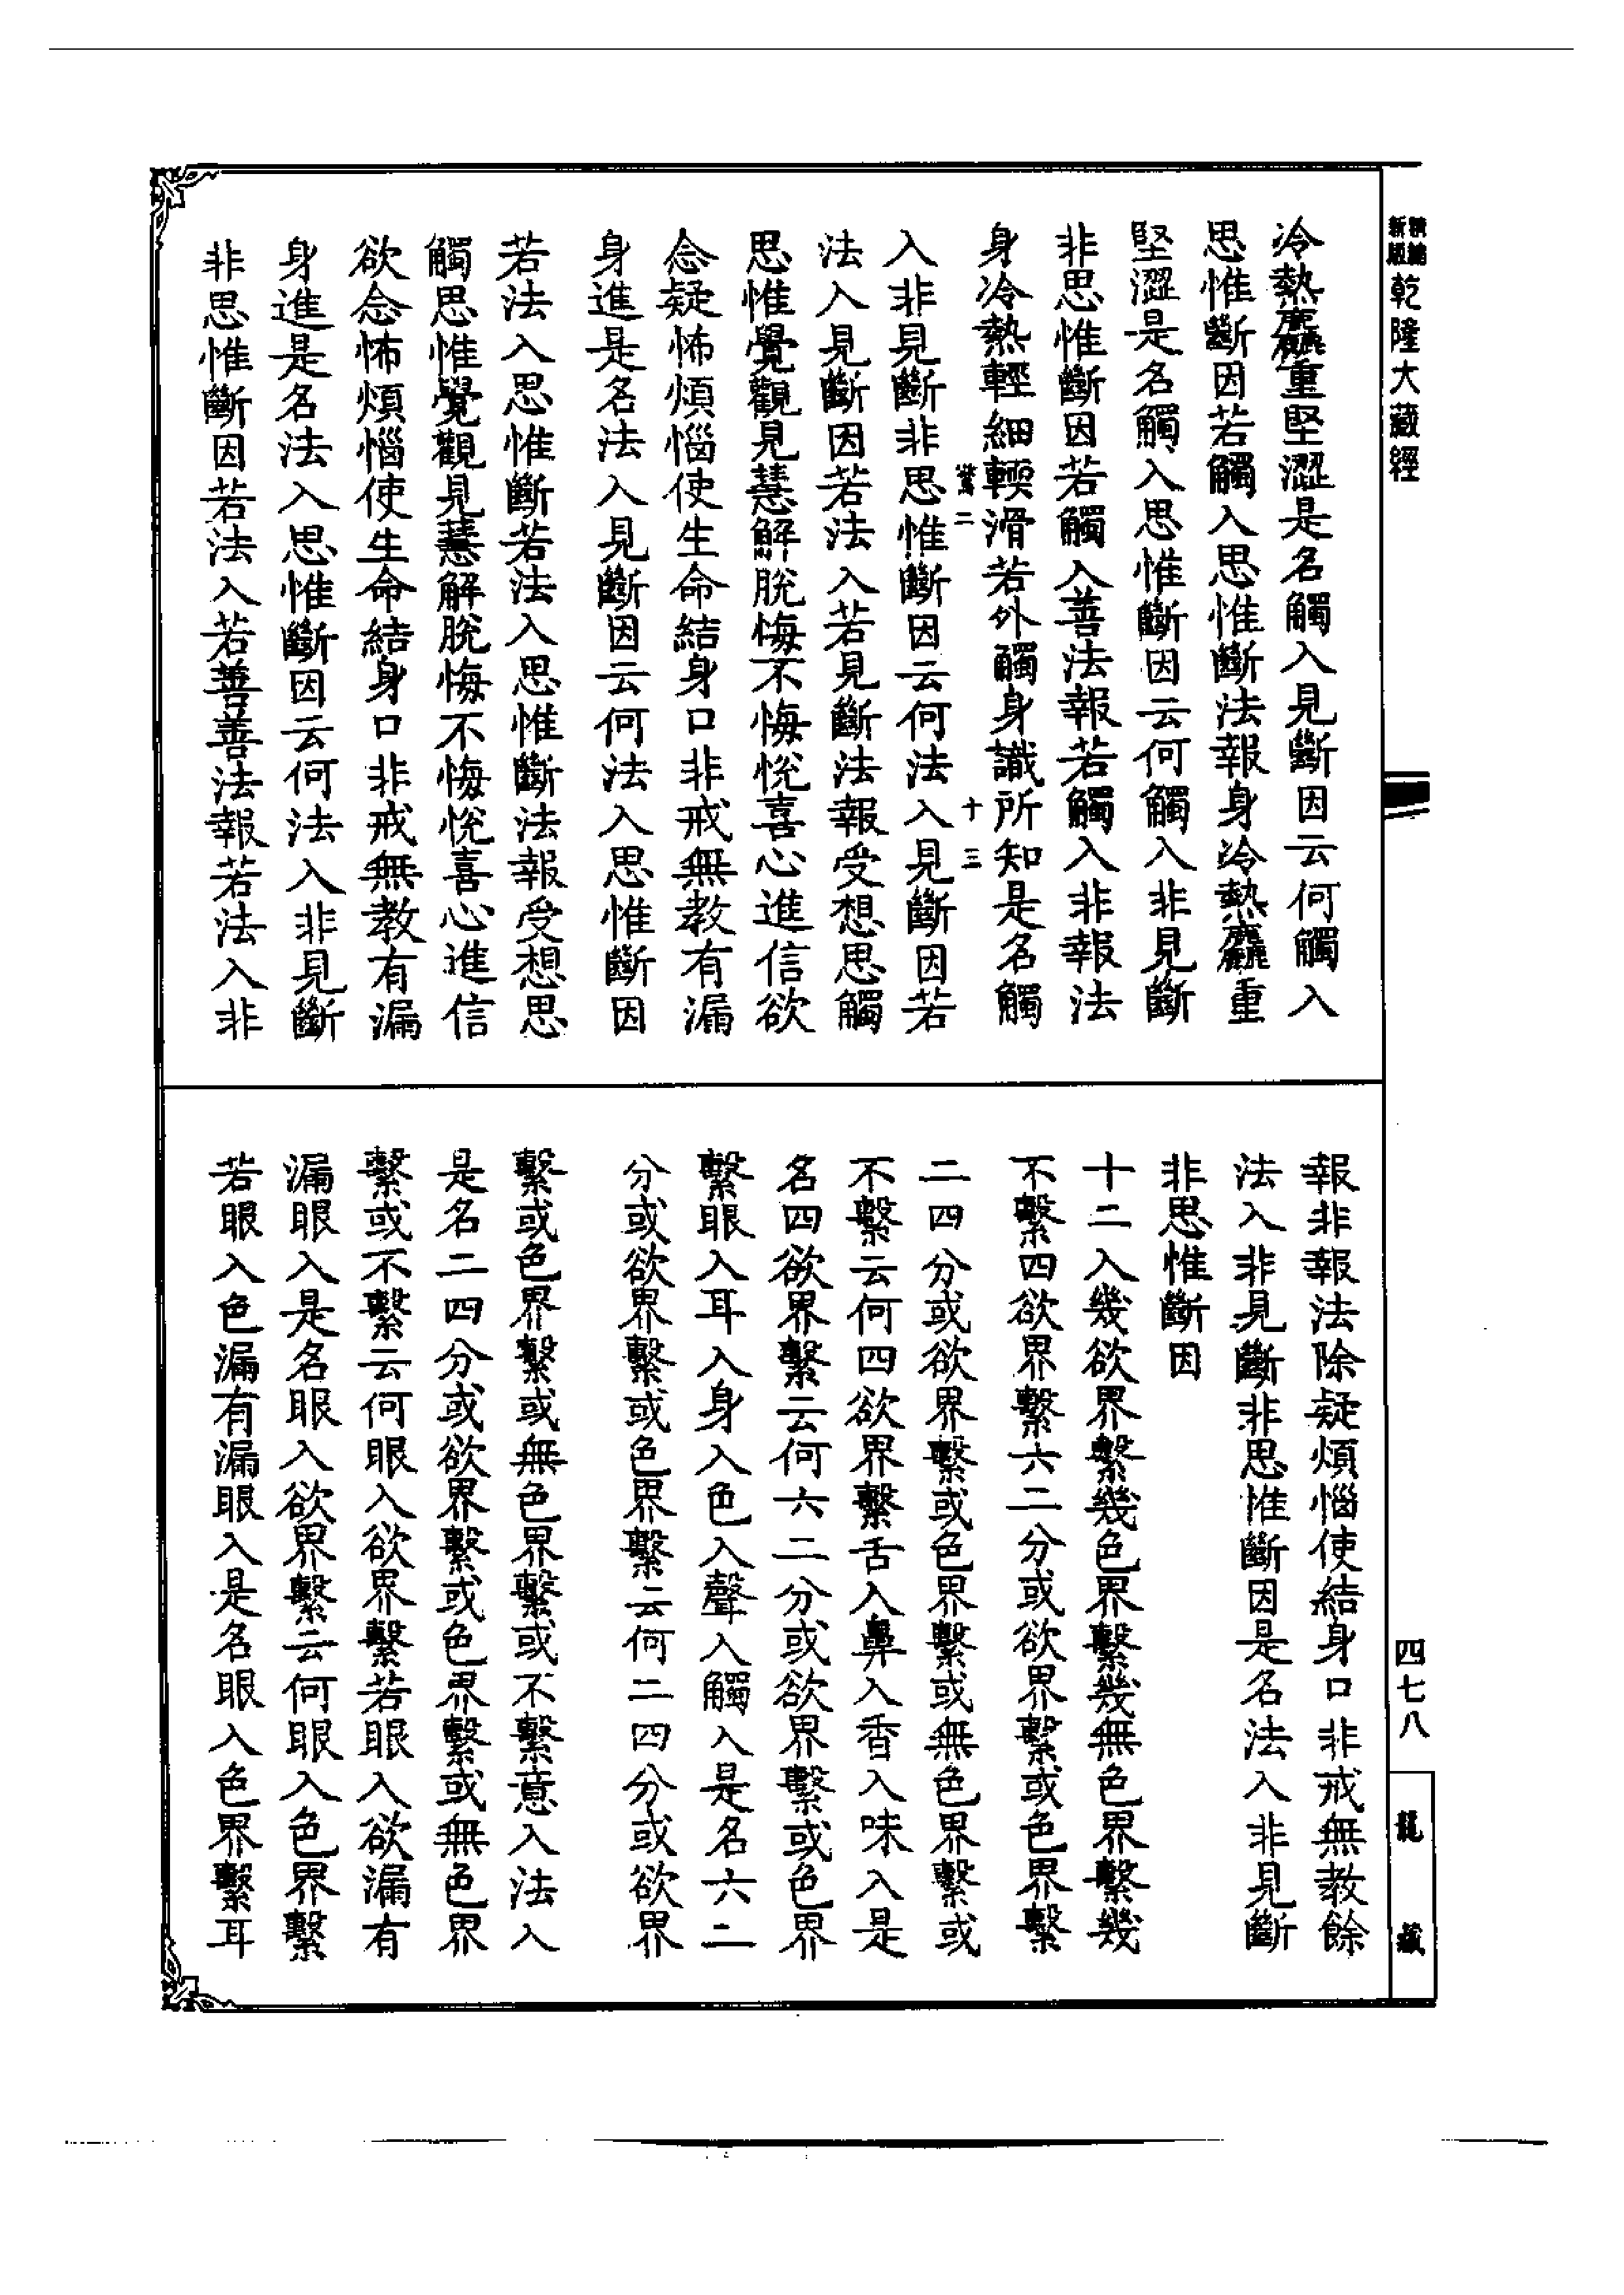 新編
新版
乾隆大藏經
冷熱麤重堅澀是名觸入見斷因云何觸入
思惟斷因若觸入思惟斷法報身冷熱麤重
堅澀是名觸入思惟斷因云何觸入非見斷
非思惟斷因若觸入善法報若觸入非報法
身冷熱輕細輭滑若外觸身識所知是名觸
二 十三
入非見斷非思惟斷因云何法入見斷因若
法入見斷因若法入若見斷法報受想思觸
思惟覺觀見慧解脫悔不悔悅喜心進信欲
念疑怖煩惱使生命結身口非戒無教有漏
身進是名法入見斷因云何法入思惟斷因
若法入思惟斷若法入思惟斷法報受想思
觸思惟覺觀見慧解脫悔不悔悅喜心進信
欲念怖煩惱使生命結身口非戒無教有漏
身進是名法入思惟斷因云何法入非見斷
非思惟斷因若法入若善善法報若法入非
報非報法除疑煩惱使結身口非戒無教餘
法入非見斷非思惟斷因是名法入非見斷
非思惟斷因
十二入幾欲界繫幾色界繫幾無色界繫幾
不繫四欲界繫六二分或欲界繫或色界繫
二四分或欲界繫或色界繫或無色界繫或
不繫云何四欲界繫舌入鼻入香入味入是
名四欲界繫云何六二分或欲界繫或色界
繫眼入耳入身入色入聲入觸入是名六二
分或欲界繫或色界繫云何二四分或欲界
繫或色界繫或無色界繫或不繫意入法入
是名二四分或欲界繫或色界繫或無色界
繫或不繫云何眼入欲界繫若眼入欲漏有
漏眼入是名眼入欲界繫云何眼入色界繫
若眼入色漏有漏眼入是名眼入色界繫耳
四七八
龍藏